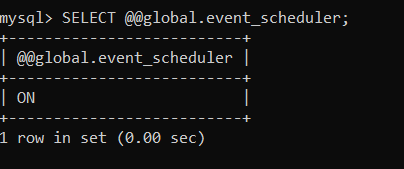 mysql> SELECT @@global.event_scheduler;
+--------------------------+
| @@global.event_scheduler |
+--------------------------+
| ON                       |
+--------------------------+
1 row in set (0.00 sec)